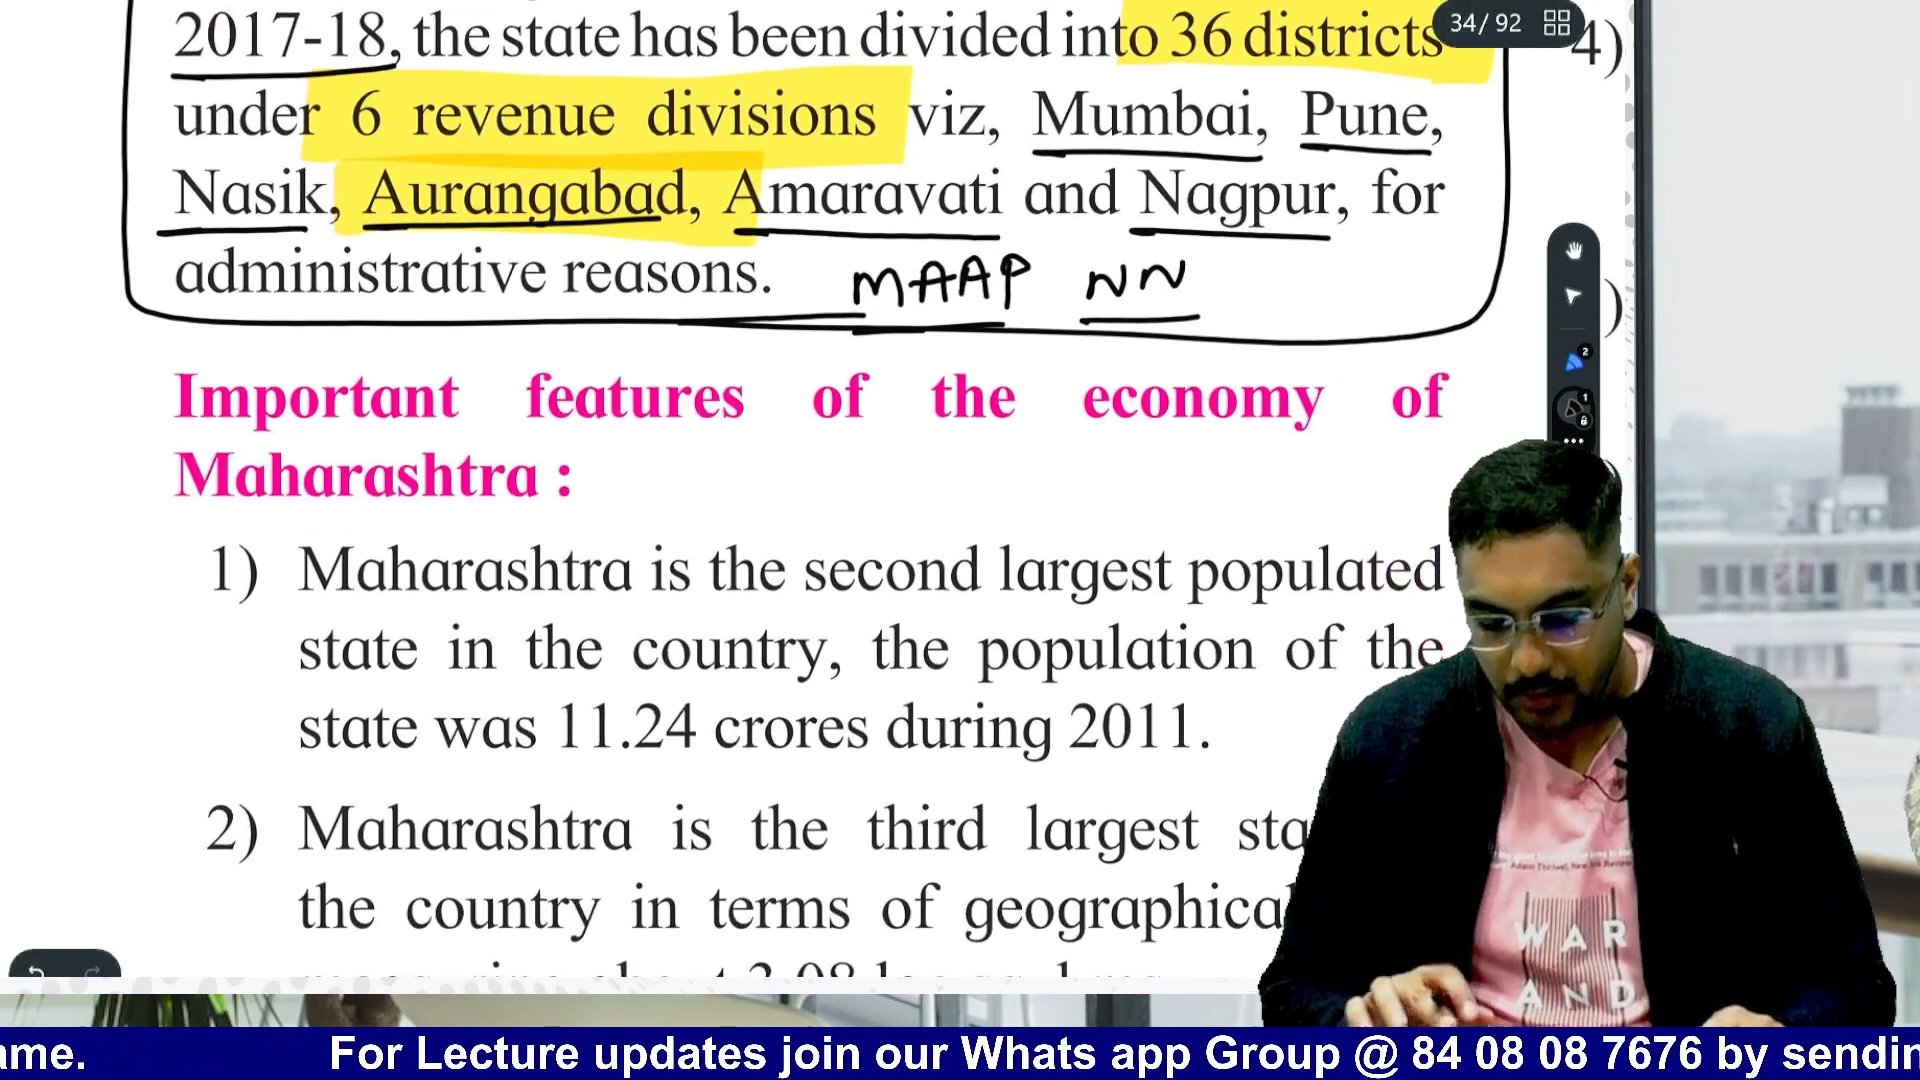 2017-18, the state has been divided into 36 districts
34/ 92
4)
under 6 revenue divisions viz, Mumbai, Pune,
Nasik, Aurangabad, Amaravati and Nagpur, for
administrative reasons.
MAAP NN
)
2
1
Important features of the economy of
Maharashtra :
1) Maharashtra is the second largest populated
state in the country, the population of the
state was 11.24 crores during 2011.
2) Maharashtra is the third largest sta
the country in terms of geographica
WAR
AND
ame. For Lecture updates join our Whats app Group @ 84 08 08 7676 by sendin